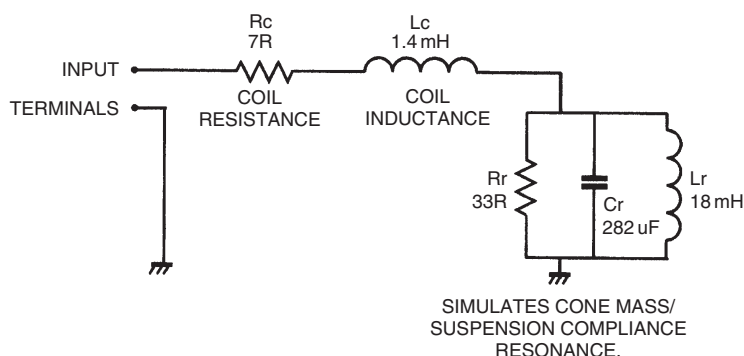 Rc
7R
Lc
1.4 mH
INPUT
TERMINALS
COIL
RESISTANCE
COIL
INDUCTANCE
Rr
33R
Cr
282 uF
Lr
18 mH
SIMULATES CONE MASS/
SUSPENSION COMPLIANCE
RESONANCE.